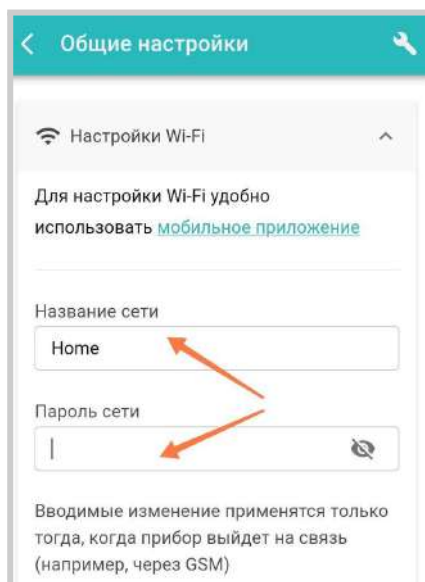 Общие настройки
Настройки Wi-Fi
Для настройки Wi-Fi удобно
использовать мобильное приложение
Название сети
Home
Пароль сети
Вводимые изменение применятся только
тогда, когда прибор выйдет на связь
(например, через GSM)